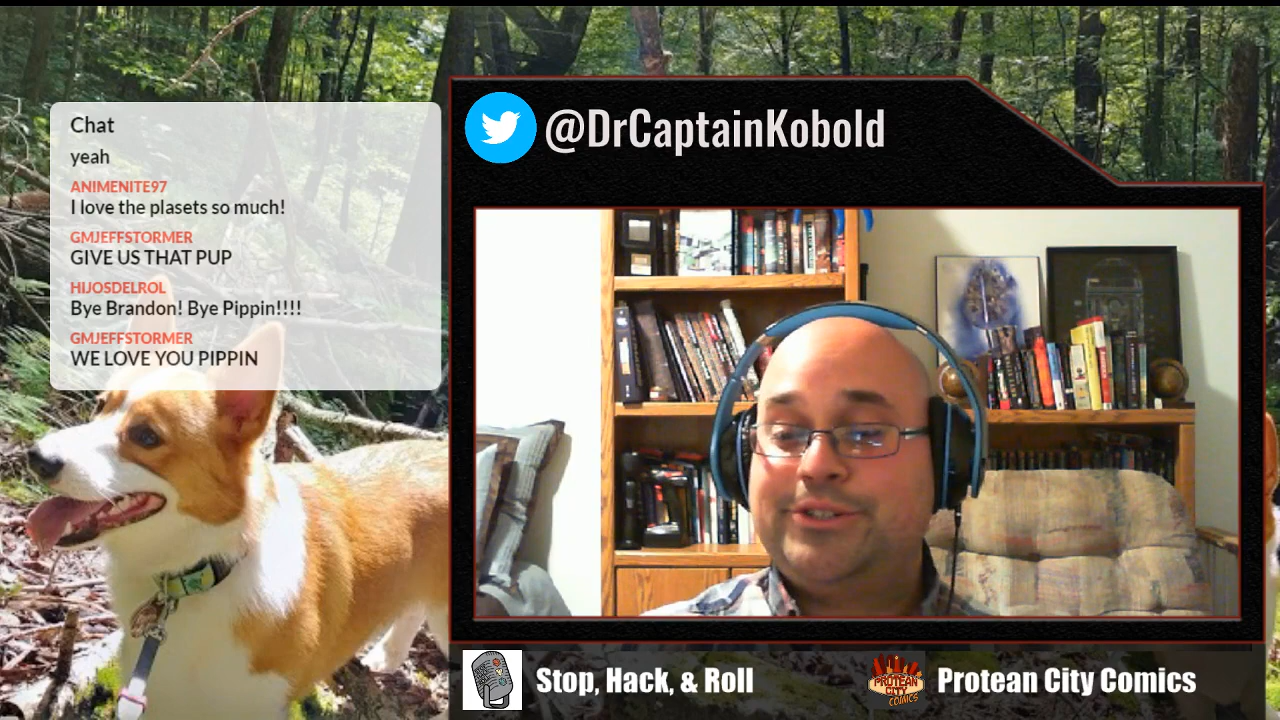 Chat
yeah
ANIMENITE97
I love the plasets so much!
GMJEFFSTORMER
GIVE US THAT PUP
HIJOSDELROL
Bye Brandon! Bye Pippin!!!!
GMJEFFSTORMER
WE LOVE YOU PIPPIN
@DrCaptainKobold
Stop, Hack, & Roll
PROTEAN
CITY
COMICS
Protean City Comics